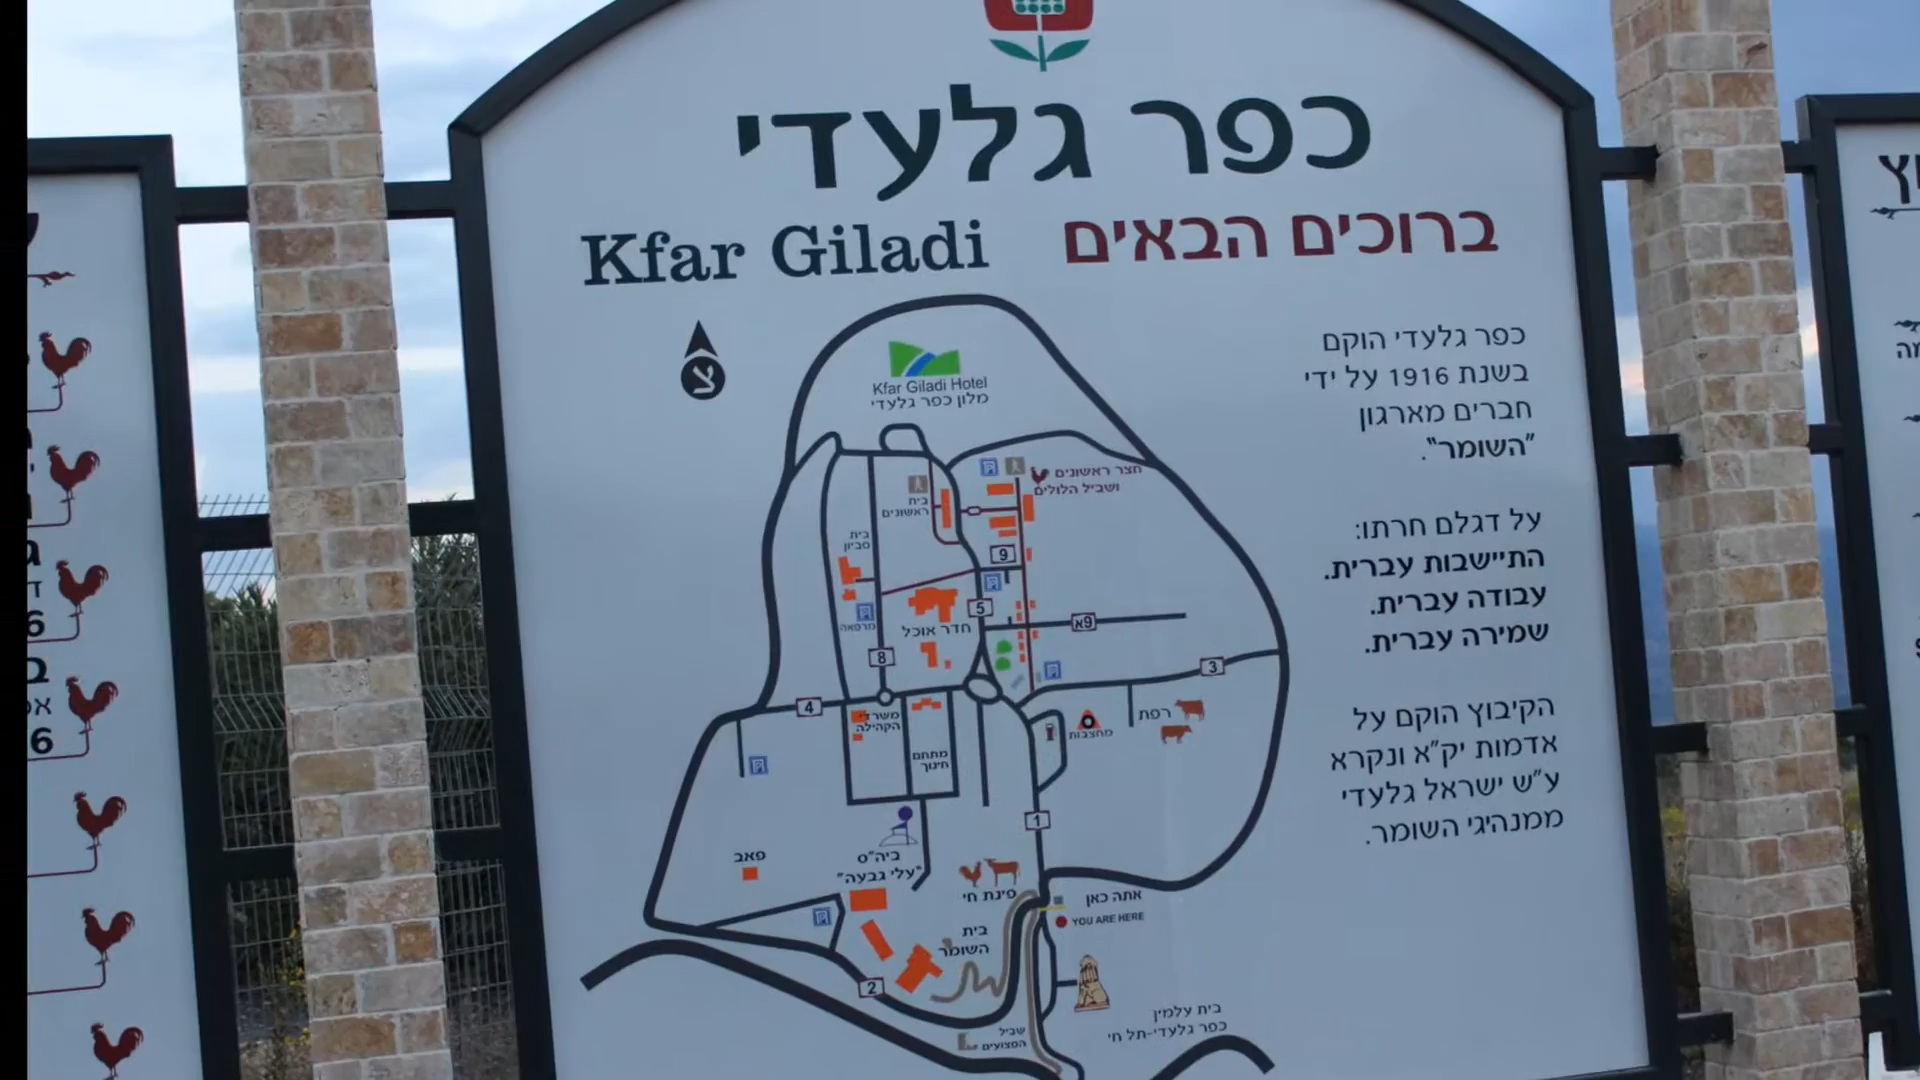 כפר גלעדי
Kfar Giladi
ברוכים הבאים
צ
Kfar Giladi Hotel
מלון כפר גלעדי
כפר גלעדי הוקם
בשנת 1916 על ידי
חברים מארגון
"השומר".
על דגלם חרתו:
התיישבות עברית.
עבודה עברית.
שמירה עברית.
הקיבוץ הוקם על
אדמות יק"א ונקרא
ע"ש ישראל גלעדי
ממנהיגי השומר.
חצר ראשונים
ושביל הלולים
בית
ראשונים
בית
סביון
9
5
חדר אוכל
מרפאה
9א
8
3
4
משרדי
הקהילה
מתחם
חינוך
מחצבות
רפת
1
פאב
ביה"ס
"עלי גבעה"
פינת חי
אתה כאן
YOU ARE HERE
בית
השומר
2
שביל
הפצועים
בית עלמין
כפר גלעדי-תל חי
6
6